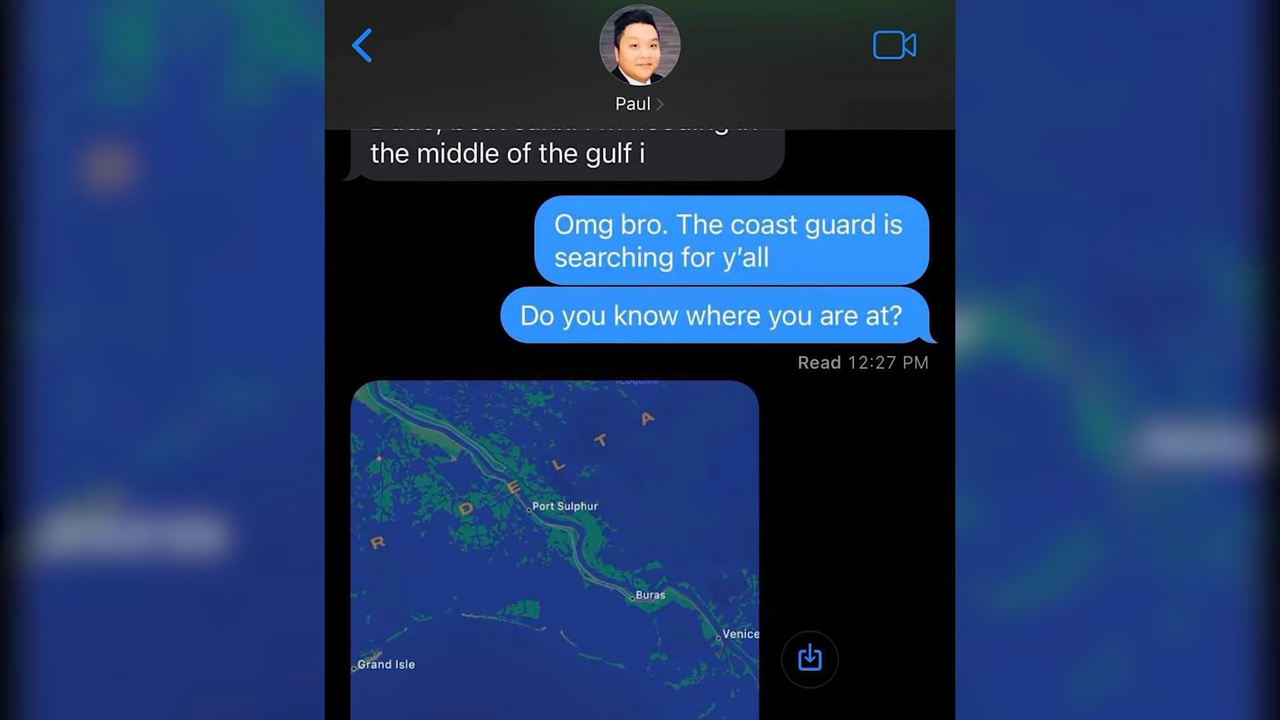 Paul
the middle of the gulf i
Omg bro. The coast guard is
searching for y'all
Do you know where you are at?
Read 12:27 PM
R D E L T A
Port Sulphur
Buras
Venice
Grand Isle